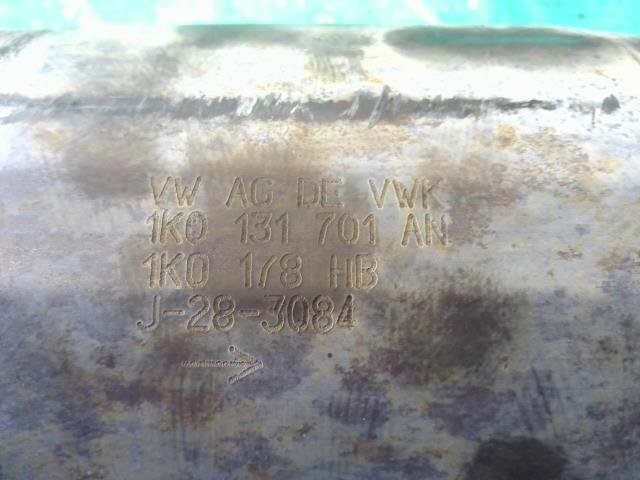 VW AG DE VWK
1K0 131 701 AN
1K0 178 HB
J-28-3084